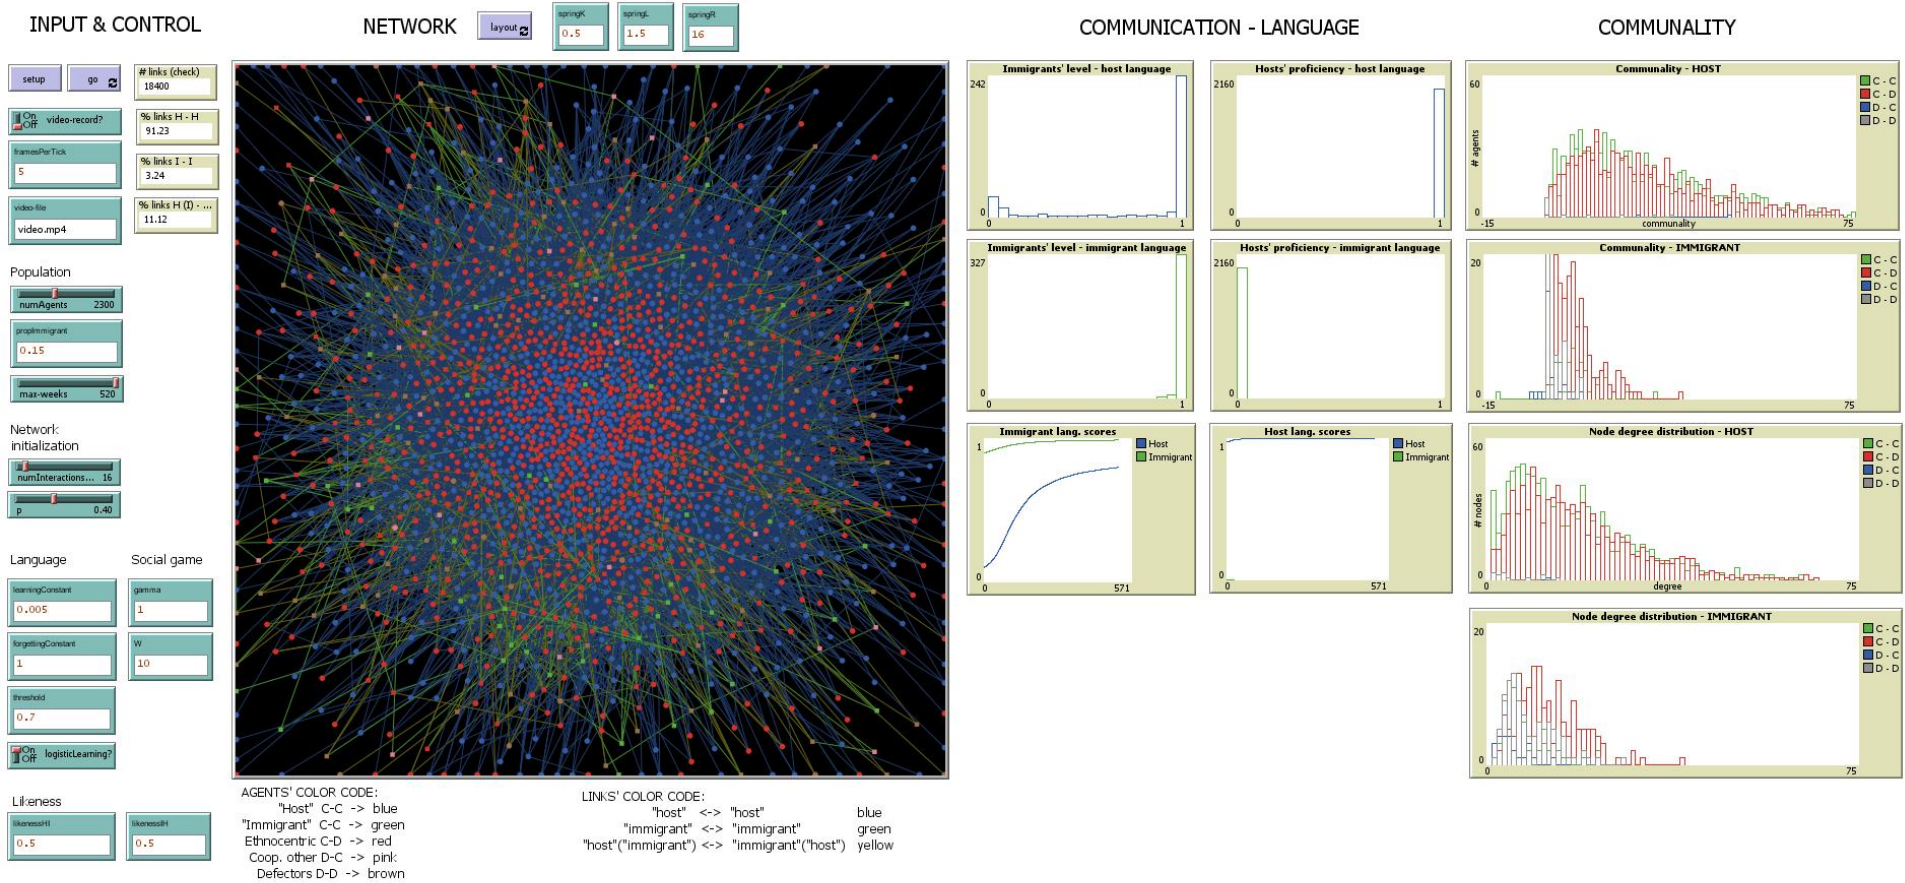 INPUT & CONTROL
NETWORK
layout
springK
0.5
springL
1.5
springR
16
COMMUNICATION - LANGUAGE
COMMUNALITY
setup
go
# links (check)
18400
On
Off
video-record?
% links H - H
91.23
framesPerTick
5
% links I - I
3.24
video-file
video.mp4
% links H (I) - ...
11.12
Population
numAgents 2300
propImmigrant
0.15
max-weeks 520
Network
initialization
numInteractions... 16
p 0.40
Language
Social game
learningConstant
0.005
gamma
1
forgettingConstant
1
W
10
threshold
0.7
On
Off
logisticLearning?
Likeness
likenessHI
0.5
likenessIH
0.5
AGENTS' COLOR CODE:
"Host" C-C -> blue
"Immigrant" C-C -> green
Ethnocentric C-D -> red
Coop. other D-C -> pink
Defectors D-D -> brown
LINKS' COLOR CODE:
"host" <-> "host" blue
"immigrant" <-> "immigrant" green
"host"("immigrant") <-> "immigrant"("host") yellow
Immigrants' level - host language
242
0
0 1
Hosts' proficiency - host language
2160
0
0 1
Immigrants' level - immigrant language
327
0
0 1
Hosts' proficiency - immigrant language
2160
0
0 1
Immigrant lang. scores
1
0
0 571
Host
Immigrant
Host lang. scores
1
0
0 571
Host
Immigrant
Communality - HOST
60
# agents
0
-15 communality 75
C - C
C - D
D - C
D - D
Communality - IMMIGRANT
20
0
-15 75
C - C
C - D
D - C
D - D
Node degree distribution - HOST
60
# nodes
0
0 degree 75
C - C
C - D
D - C
D - D
Node degree distribution - IMMIGRANT
20
0
0 75
C - C
C - D
D - C
D - D